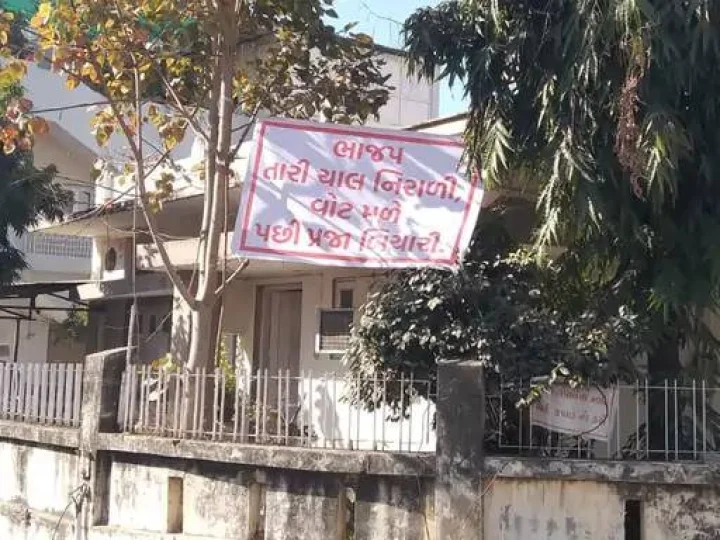 ભાજપ
તારી ચાલ નિરાળી,
વોટ મળે
પછી પ્રજા બિચારી.